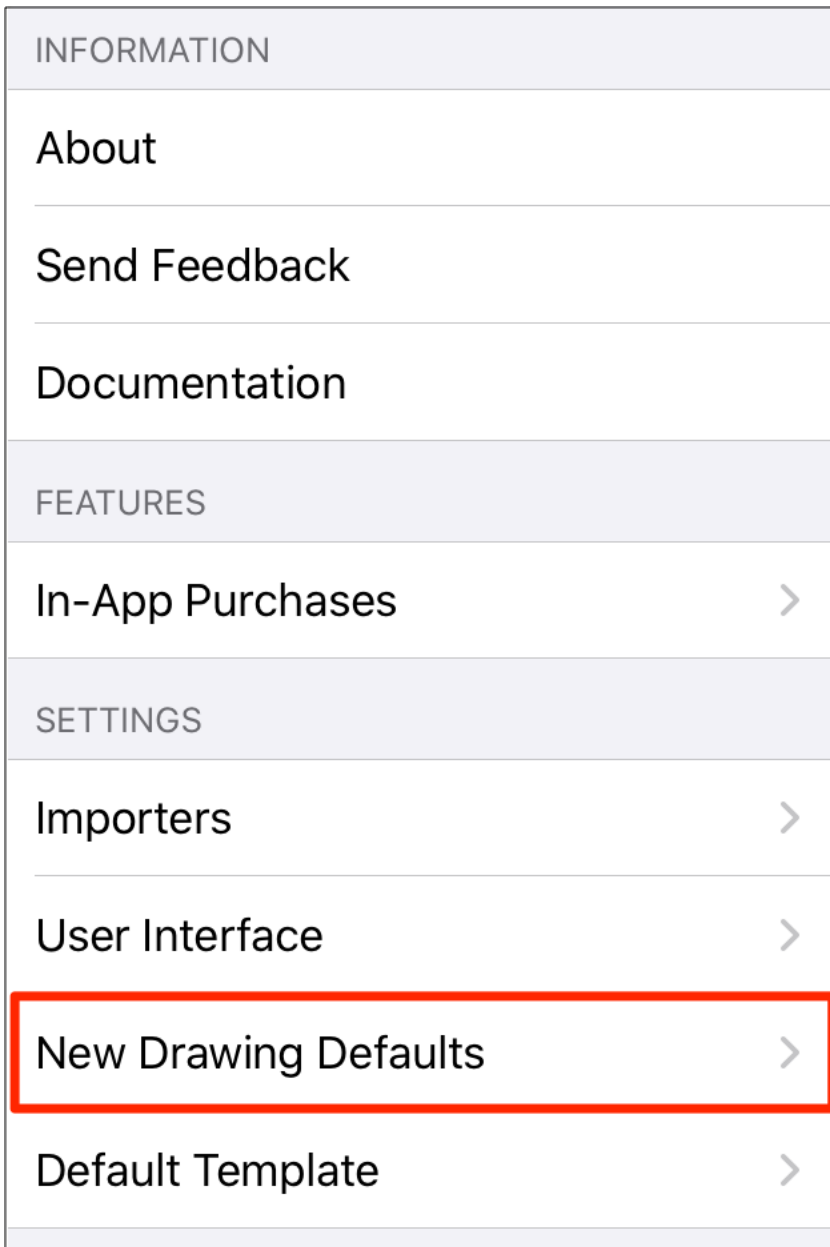 INFORMATION
About
Send Feedback
Documentation
FEATURES
In-App Purchases
SETTINGS
Importers
User Interface
New Drawing Defaults
Default Template